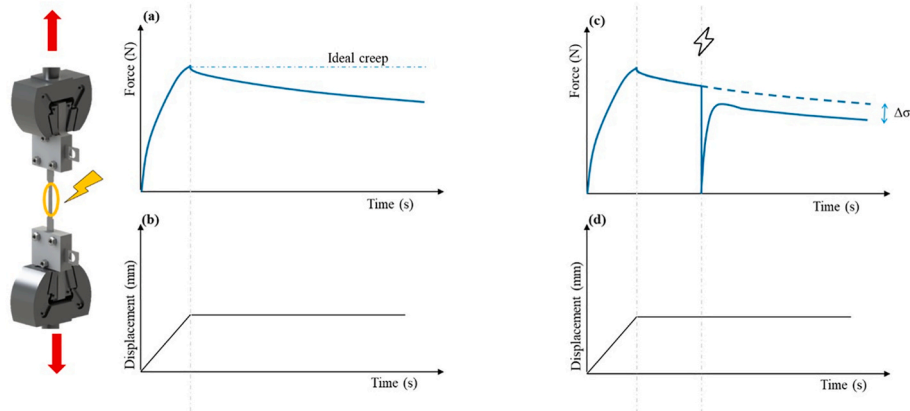 (a)
Force (N)
Ideal creep
Time (s)
(b)
Displacement (mm)
Time (s)
(c)
Force (N)
Δσ
Time (s)
(d)
Displacement (mm)
Time (s)